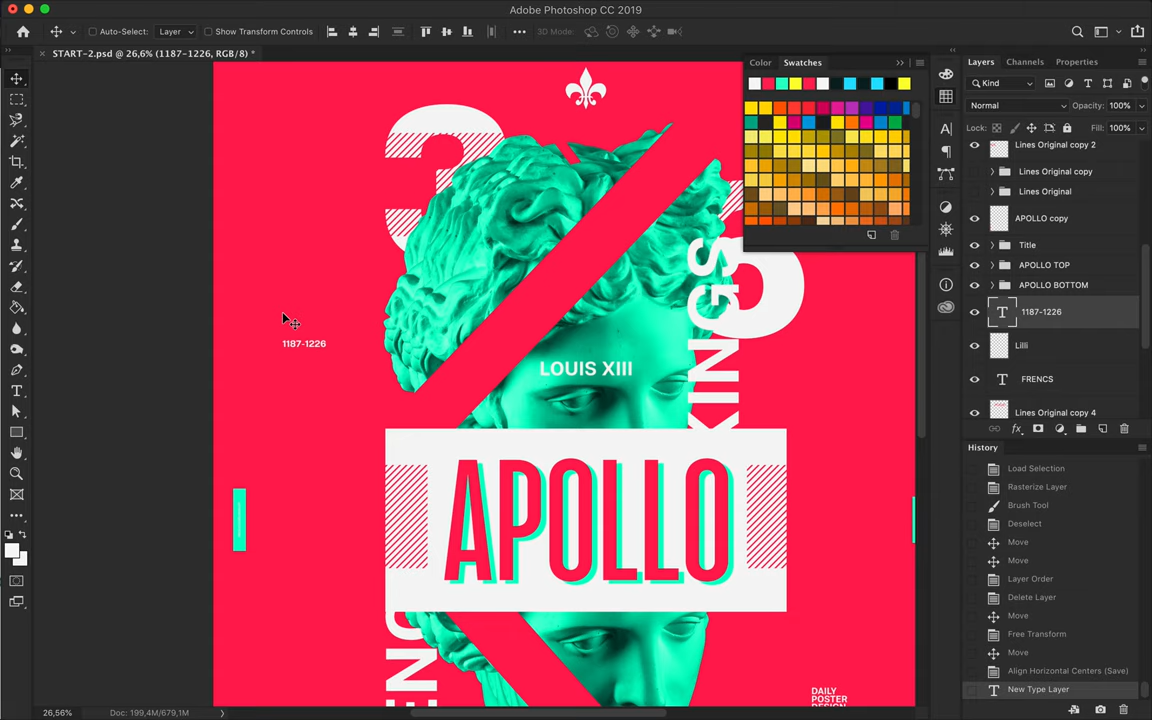 Adobe Photoshop CC 2019
Auto-Select:
Layer
Show Transform Controls
3D Mode:
START-2.psd @ 26,6% (1187-1226, RGB/8) *
Color
Swatches
Layers
Channels
Properties
Kind
Normal
Opacity:
100%
Lock:
Fill:
100%
Lines Original copy 2
Lines Original copy
Lines Original
APOLLO copy
Title
APOLLO TOP
APOLLO BOTTOM
1187-1226
Lilli
FRENCS
Lines Original copy 4
History
Load Selection
Rasterize Layer
Brush Tool
Deselect
Move
Move
Layer Order
Delete Layer
Move
Free Transform
Move
Align Horizontal Centers (Save)
New Type Layer
1187-1226
KINGS
LOUIS XIII
APOLLO
DAILY
POSTER
DESIGN
26,56%
Doc: 199,4M/679,1M